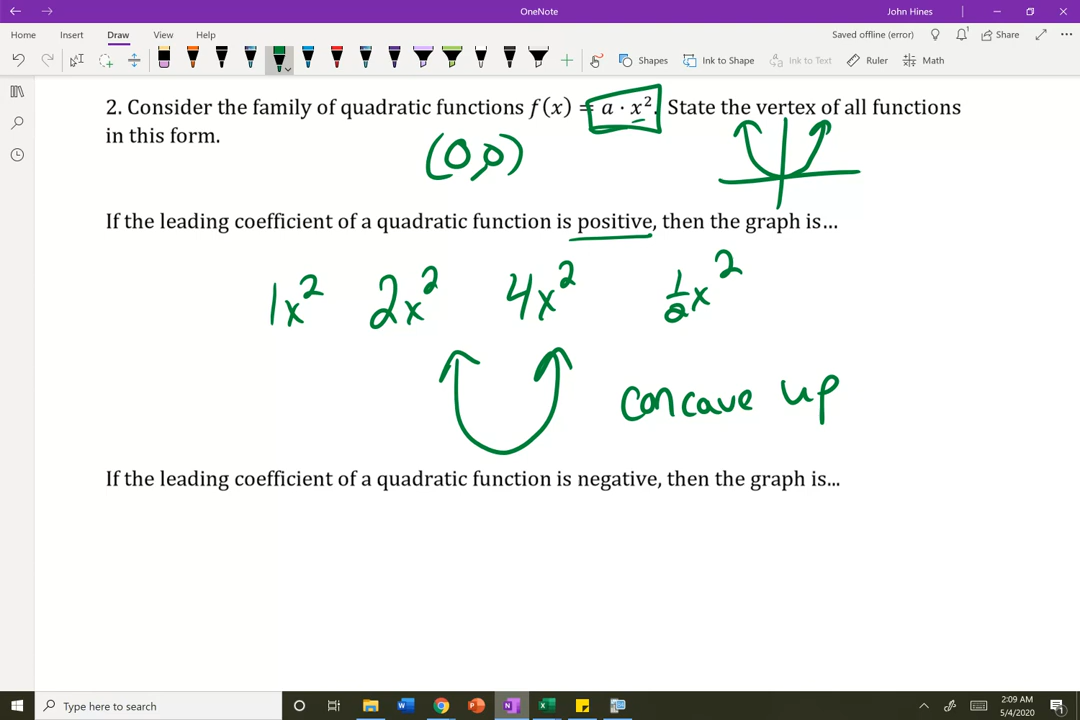 OneNote
John Hines
Home Insert Draw View Help
Saved offline (error)
Share
Shapes
Ink to Shape
Ink to Text
Ruler
Math
2. Consider the family of quadratic functions f(x) = a · x². State the vertex of all functions
in this form.
(0,0)
If the leading coefficient of a quadratic function is positive, then the graph is…
1x² 2x² 4x² ½x²
concave up
If the leading coefficient of a quadratic function is negative, then the graph is...
Type here to search
2:09 AM
5/4/2020